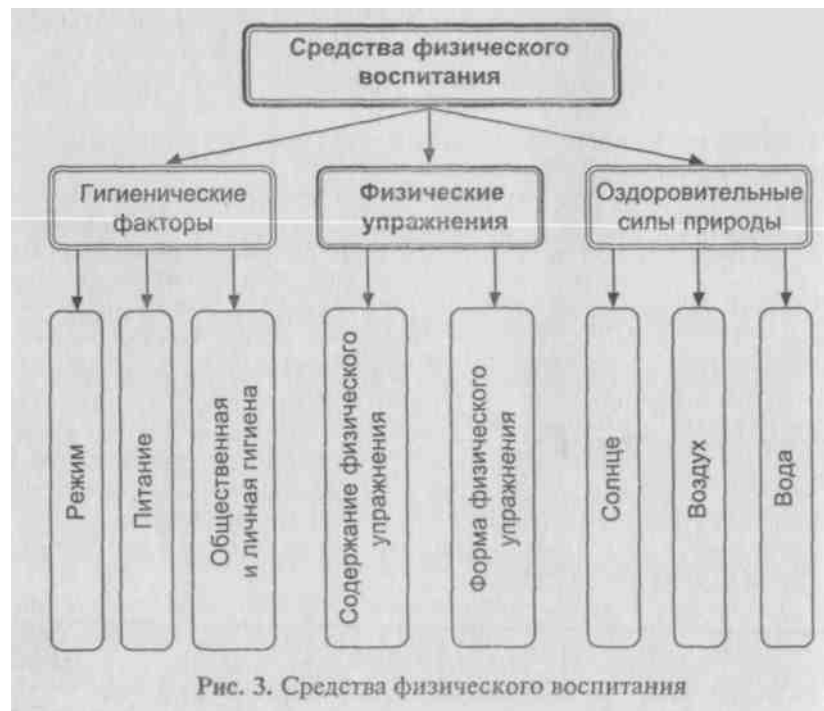 Средства физического
воспитания
Гигиенические
факторы
Физические
упражнения
Оздоровительные
силы природы
Режим
Питание
Общественная
и личная гигиена
Содержание физического
упражнения
Форма физического
упражнения
Солнце
Воздух
Вода
Рис. 3. Средства физического воспитания